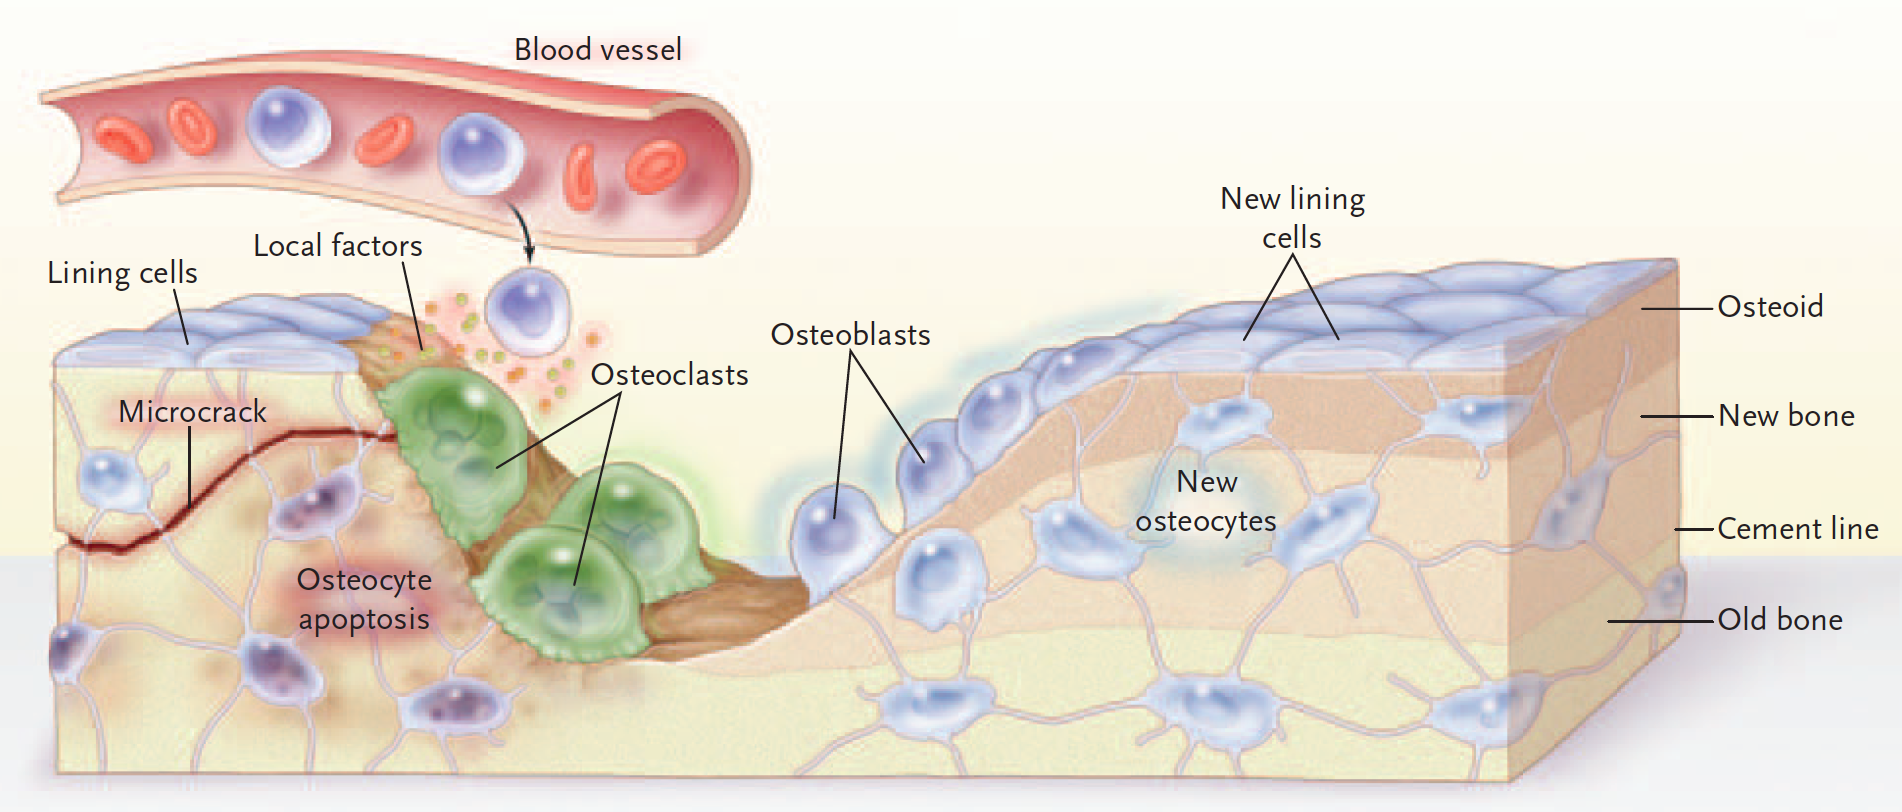 Blood vessel
Local factors
Lining cells
New lining
cells
Osteoid
Osteoblasts
Osteoclasts
Microcrack
New bone
New
osteocytes
Cement line
Osteocyte
apoptosis
Old bone